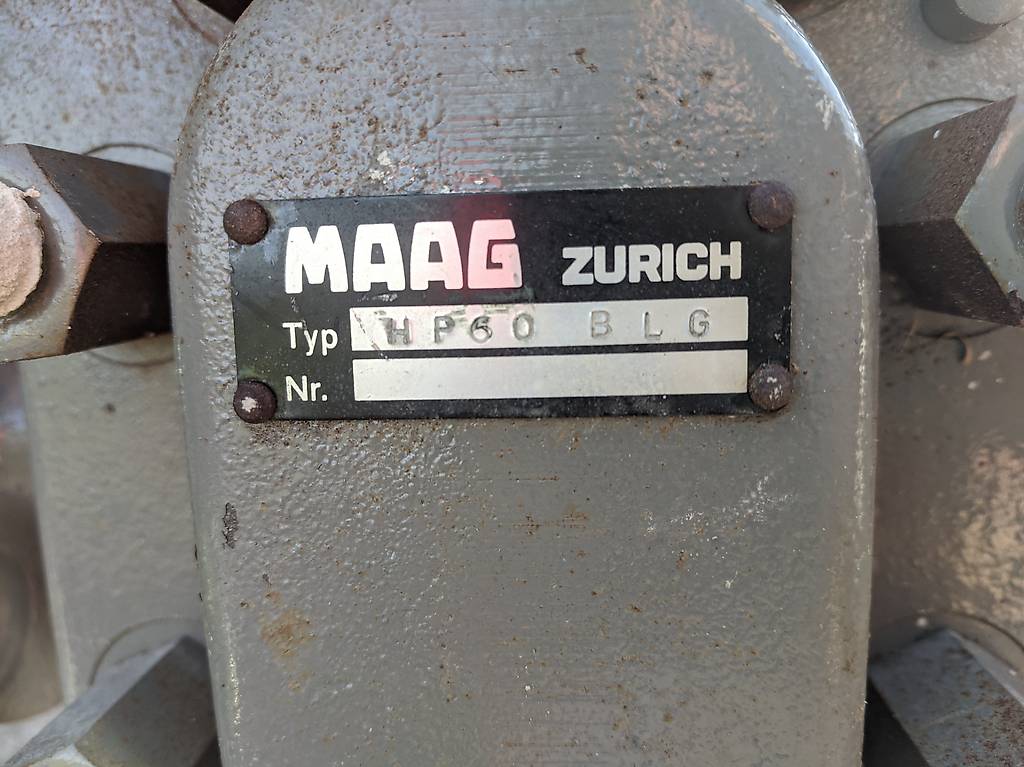 MAAG ZURICH
Typ HP60 BLG
Nr.